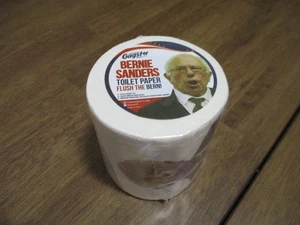 Gagster
BERNIE
SANDERS
TOILET PAPER
FLUSH THE BERN!